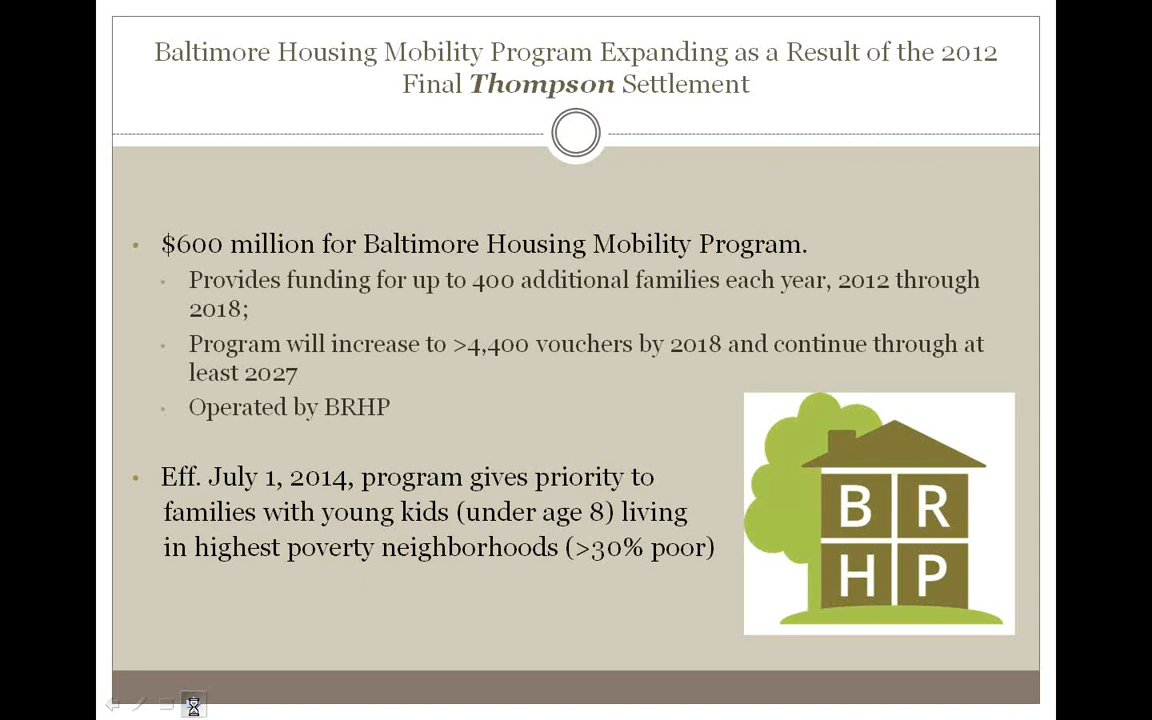 Baltimore Housing Mobility Program Expanding as a Result of the 2012
Final Thompson Settlement
• $600 million for Baltimore Housing Mobility Program.
• Provides funding for up to 400 additional families each year, 2012 through
2018;
• Program will increase to >4,400 vouchers by 2018 and continue through at
least 2027
• Operated by BRHP
• Eff. July 1, 2014, program gives priority to
families with young kids (under age 8) living
in highest poverty neighborhoods (>30% poor)
B R
H P